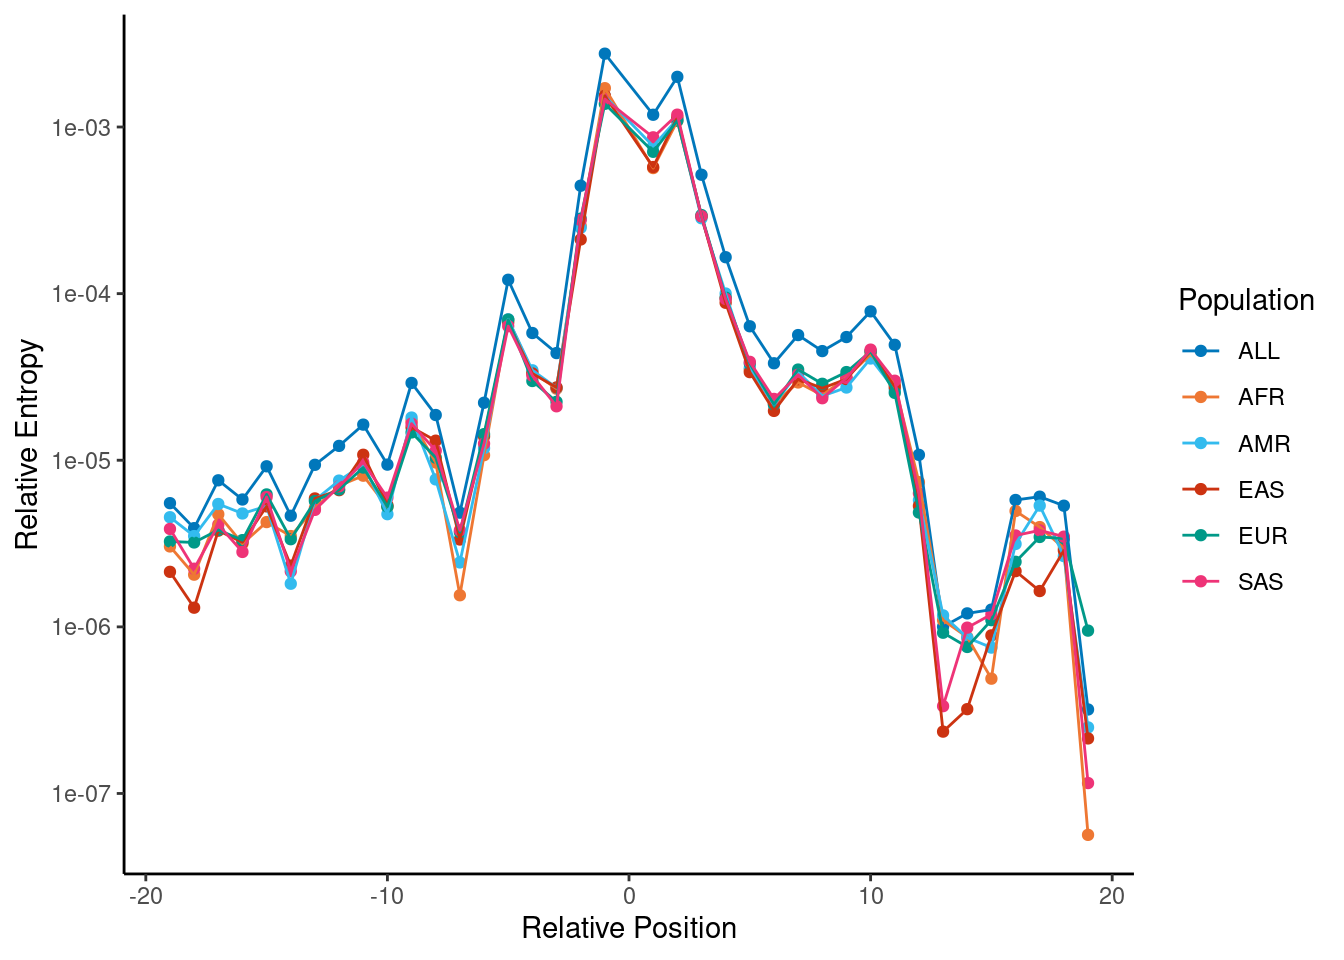 Relative Entropy
1e-03
1e-04
1e-05
1e-06
1e-07
-20
-10
0
10
20
Relative Position
Population
ALL
AFR
AMR
EAS
EUR
SAS